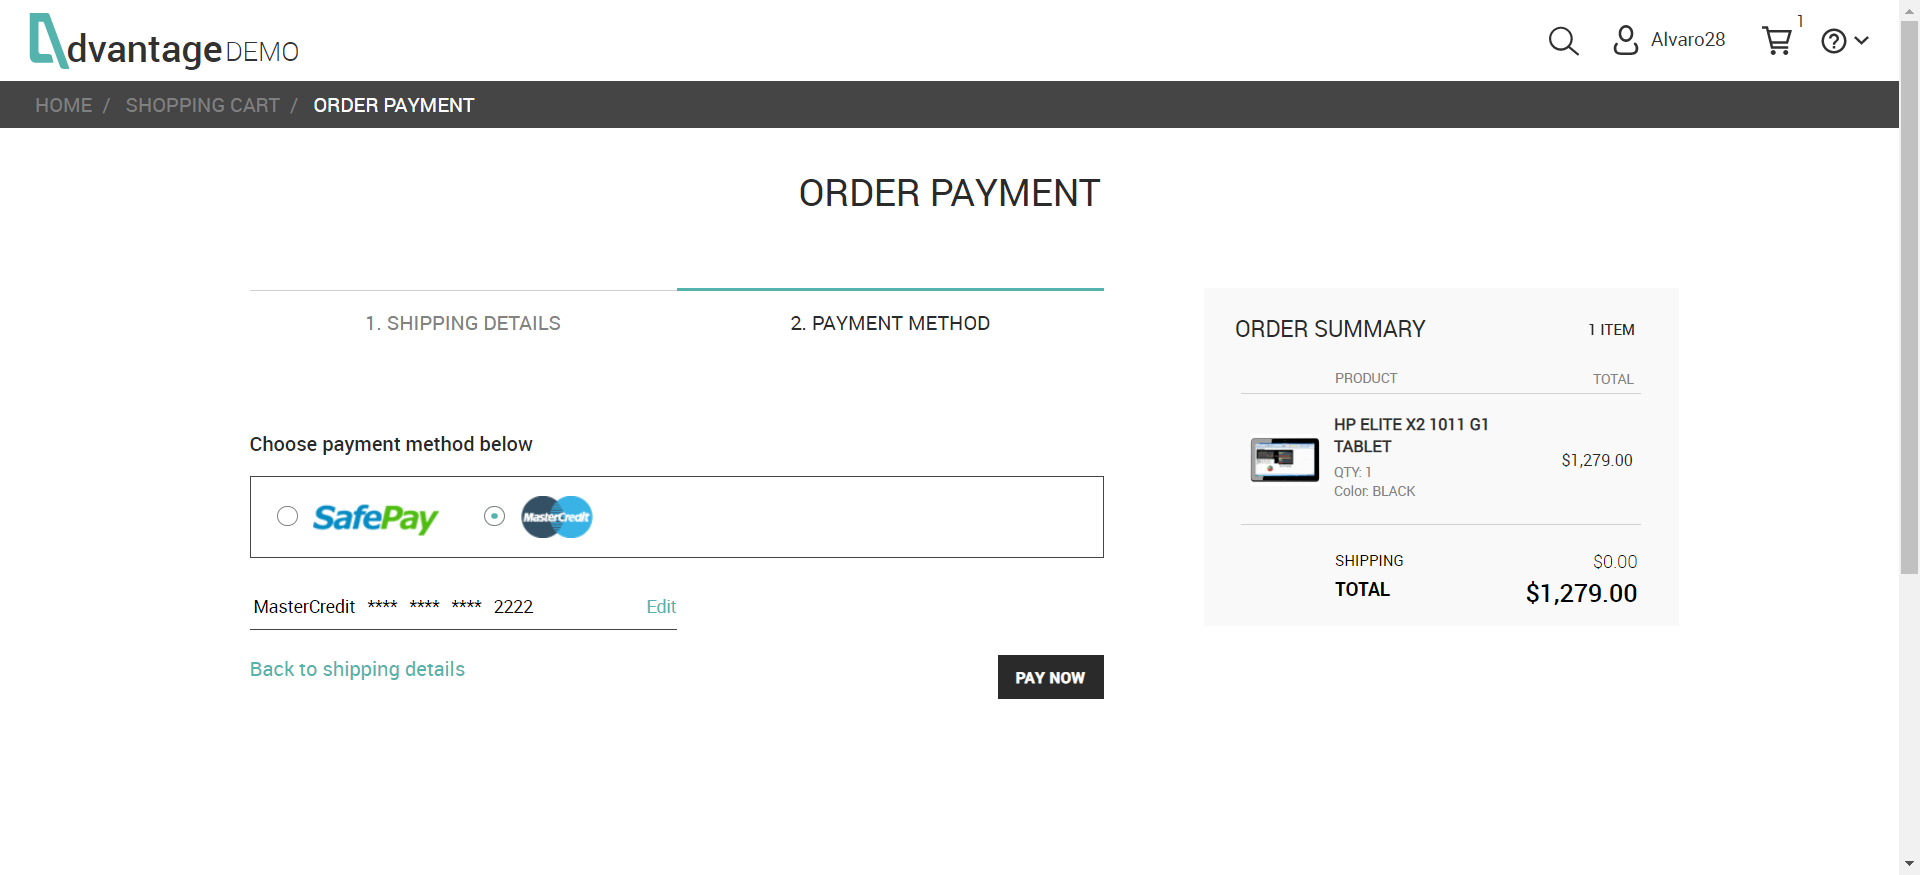 dvantage DEMO
Alvaro28
1
HOME / SHOPPING CART / ORDER PAYMENT
ORDER PAYMENT
1. SHIPPING DETAILS
2. PAYMENT METHOD
Choose payment method below
SafePay
MasterCredit
MasterCredit **** **** **** 2222
Edit
Back to shipping details
PAY NOW
ORDER SUMMARY
1 ITEM
PRODUCT
TOTAL
HP ELITE X2 1011 G1
TABLET
QTY: 1
Color: BLACK
$1,279.00
SHIPPING
$0.00
TOTAL
$1,279.00